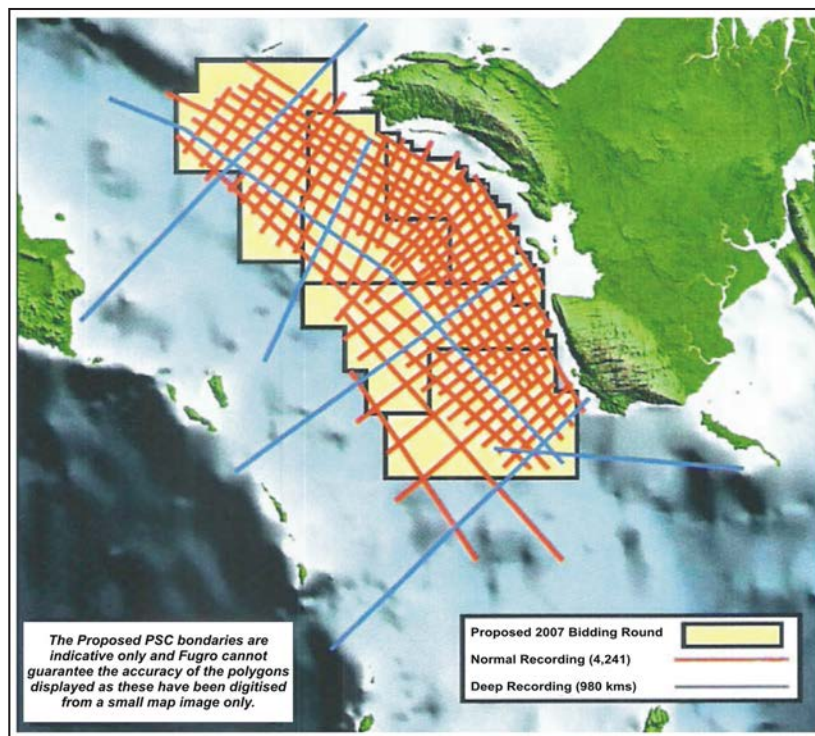 The Proposed PSC bondaries are
indicative only and Fugro cannot
guarantee the accuracy of the polygons
displayed as these have been digitised
from a small map image only.
Proposed 2007 Bidding Round
Normal Recording (4,241)
Deep Recording (980 kms)